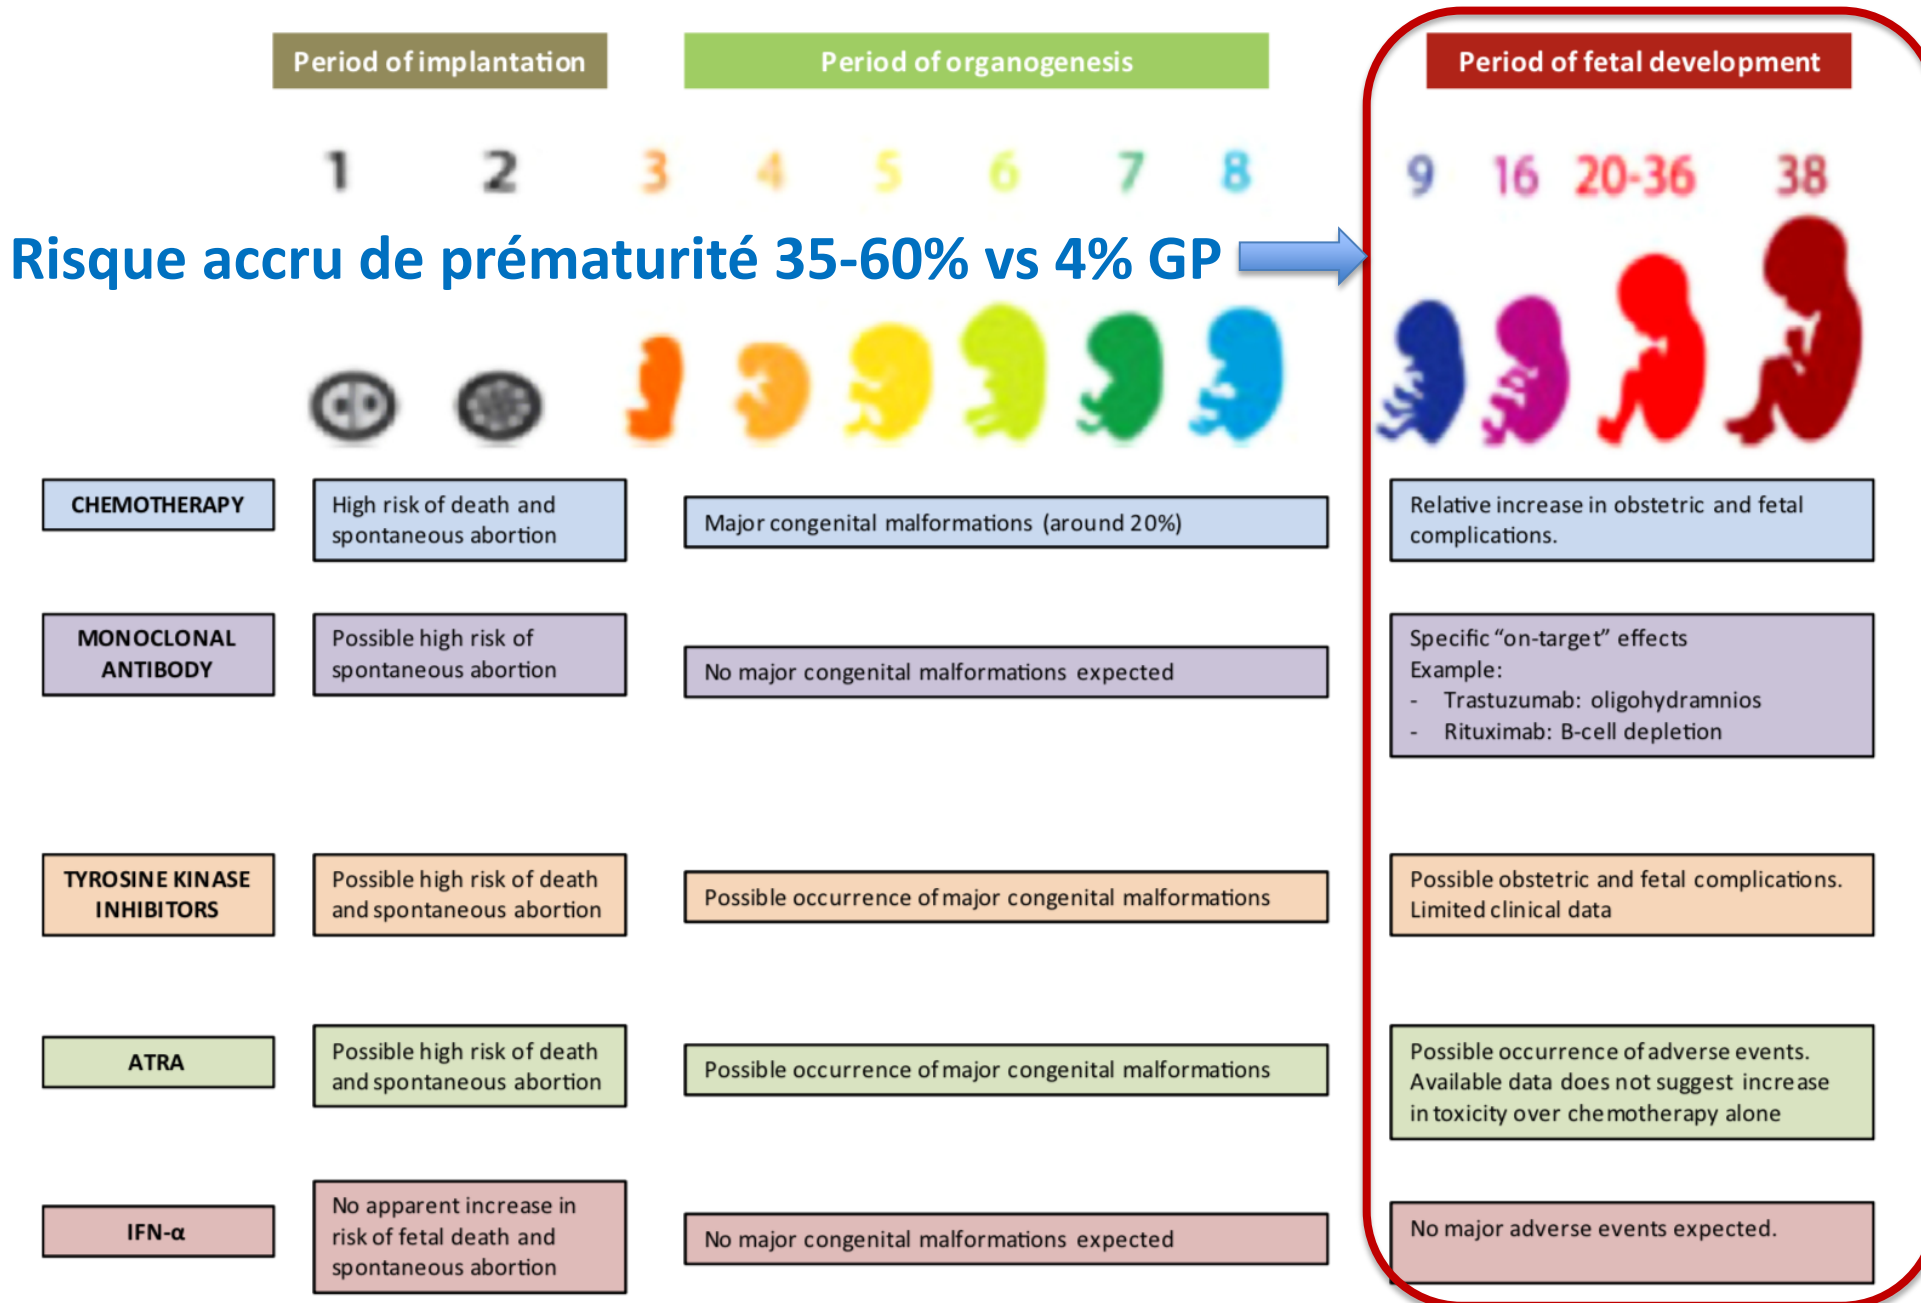 Period of implantation
Period of organogenesis
Period of fetal development
1 2 3 4 5 6 7 8 9 16 20-36 38
Risque accru de prématurité 35-60% vs 4% GP
CHEMOTHERAPY
High risk of death and
spontaneous abortion
Major congenital malformations (around 20%)
Relative increase in obstetric and fetal
complications.
MONOCLONAL
ANTIBODY
Possible high risk of
spontaneous abortion
No major congenital malformations expected
Specific “on-target” effects
Example:
- Trastuzumab: oligohydramnios
- Rituximab: B-cell depletion
TYROSINE KINASE
INHIBITORS
Possible high risk of death
and spontaneous abortion
Possible occurrence of major congenital malformations
Possible obstetric and fetal complications.
Limited clinical data
ATRA
Possible high risk of death
and spontaneous abortion
Possible occurrence of major congenital malformations
Possible occurrence of adverse events.
Available data does not suggest increase
in toxicity over chemotherapy alone
IFN-α
No apparent increase in
risk of fetal death and
spontaneous abortion
No major congenital malformations expected
No major adverse events expected.